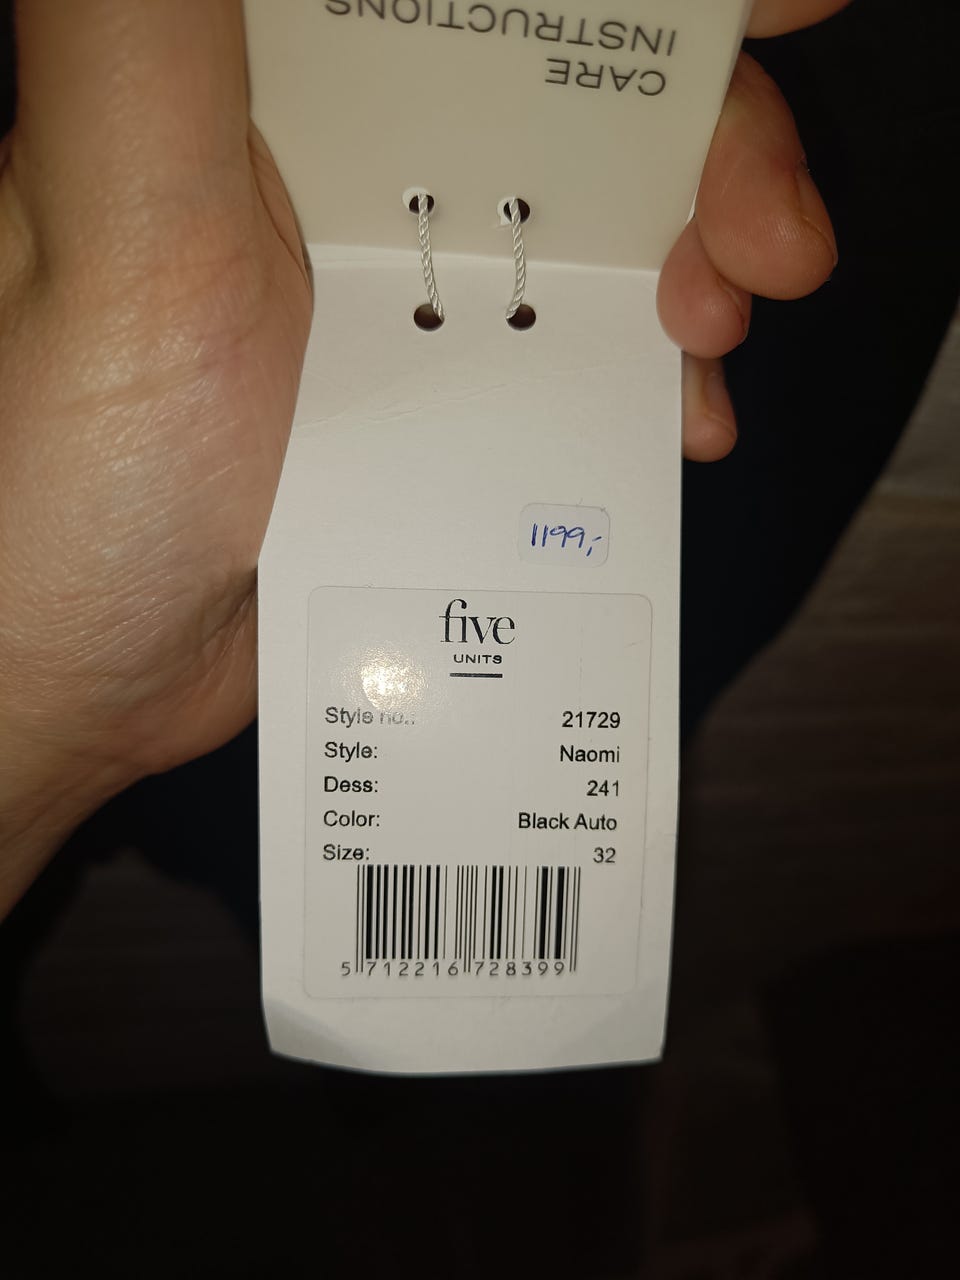 CARE
INSTRUCTIONS
1199,-
five
UNITS
Style no.: 21729
Style: Naomi
Dess: 241
Color: Black Auto
Size: 32
5 712216 728399